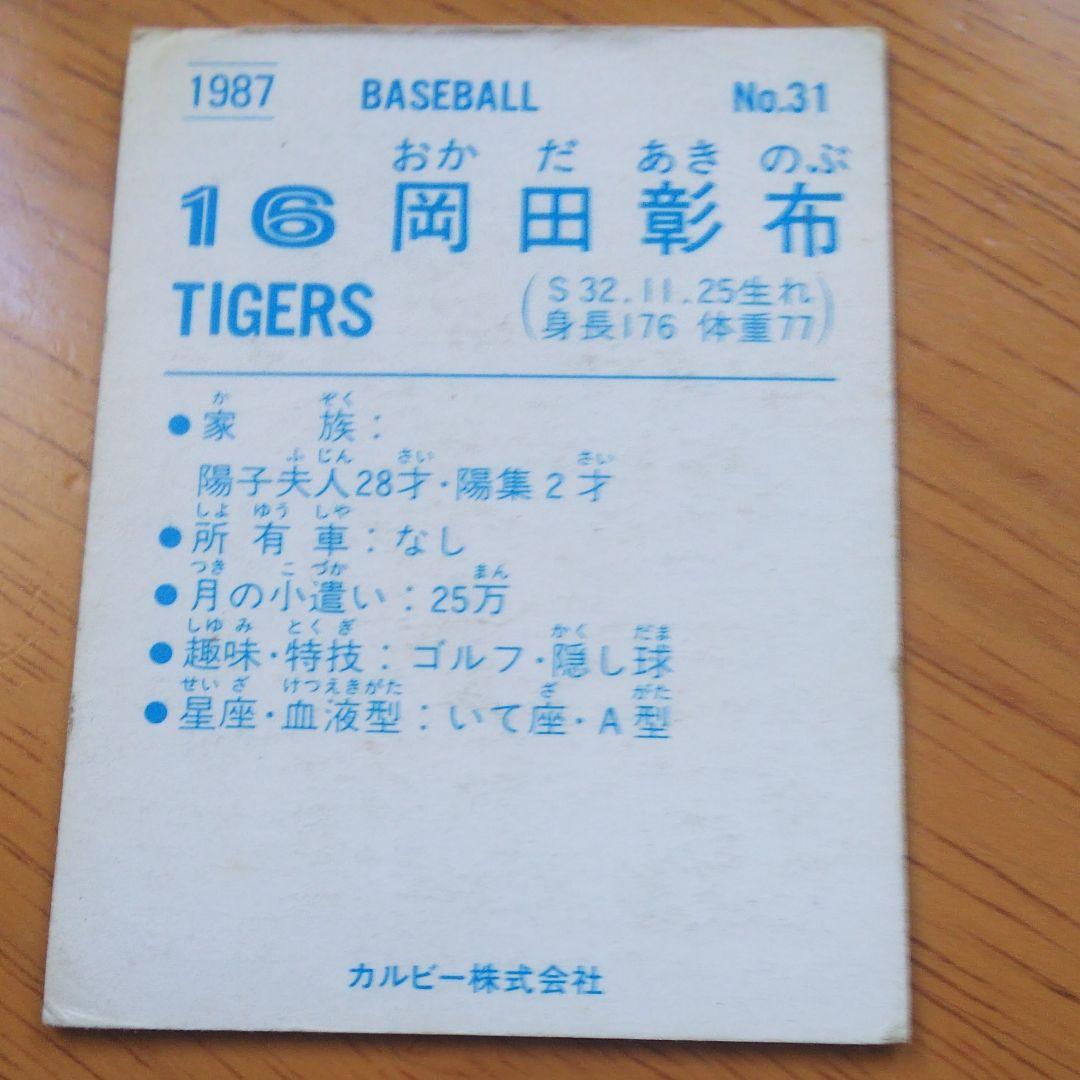 1987 BASEBALL No.31
おか だ あき のぶ
16 岡田彰布
TIGERS
(S32.11.25生れ
身長176 体重77)
か ぞく
●家 族：
ふ じん さい さい
陽子夫人28才・陽集2才
しよ ゆう しや
●所有車：なし
つき こ づか まん
●月の小遣い：25万
しゆ み とく ぎ かく だま
●趣味・特技：ゴルフ・隠し球
せい ざ けつえきがた ざ がた
●星座・血液型：いて座・A型
カルビー株式会社